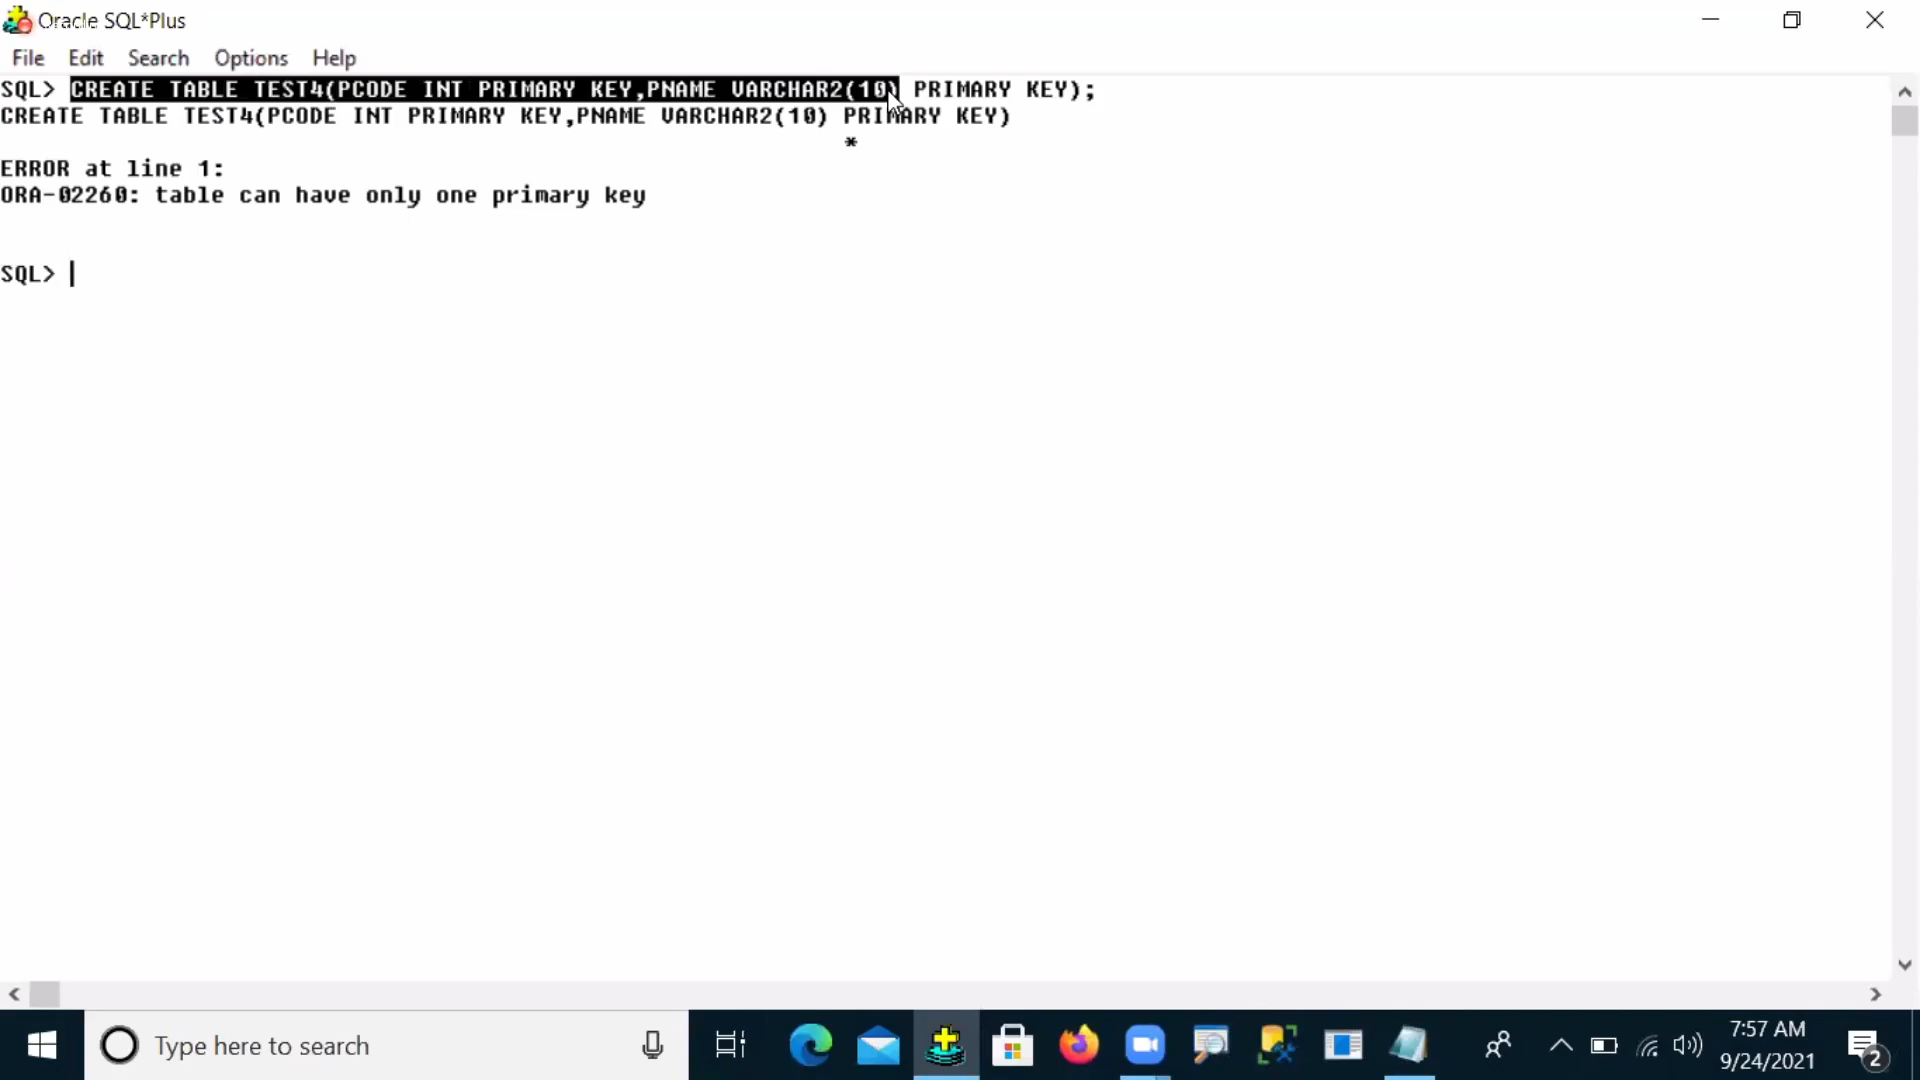 Oracle SQL*Plus
File Edit Search Options Help
SQL> CREATE TABLE TEST4(PCODE INT PRIMARY KEY,PNAME VARCHAR2(10) PRIMARY KEY);
CREATE TABLE TEST4(PCODE INT PRIMARY KEY,PNAME VARCHAR2(10) PRIMARY KEY)
*
ERROR at line 1:
ORA-02260: table can have only one primary key
SQL>
Type here to search
7:57 AM
9/24/2021
2